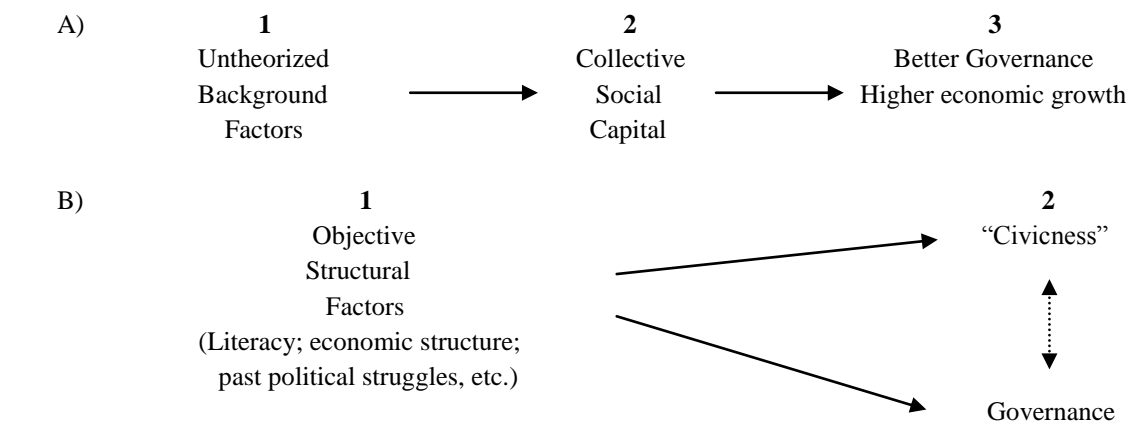 A) 1 2 3
Untheorized Collective Better Governance
Background Social Higher economic growth
Factors Capital
B) 1 2
Objective “Civicness”
Structural
Factors
(Literacy; economic structure;
past political struggles, etc.)
Governance